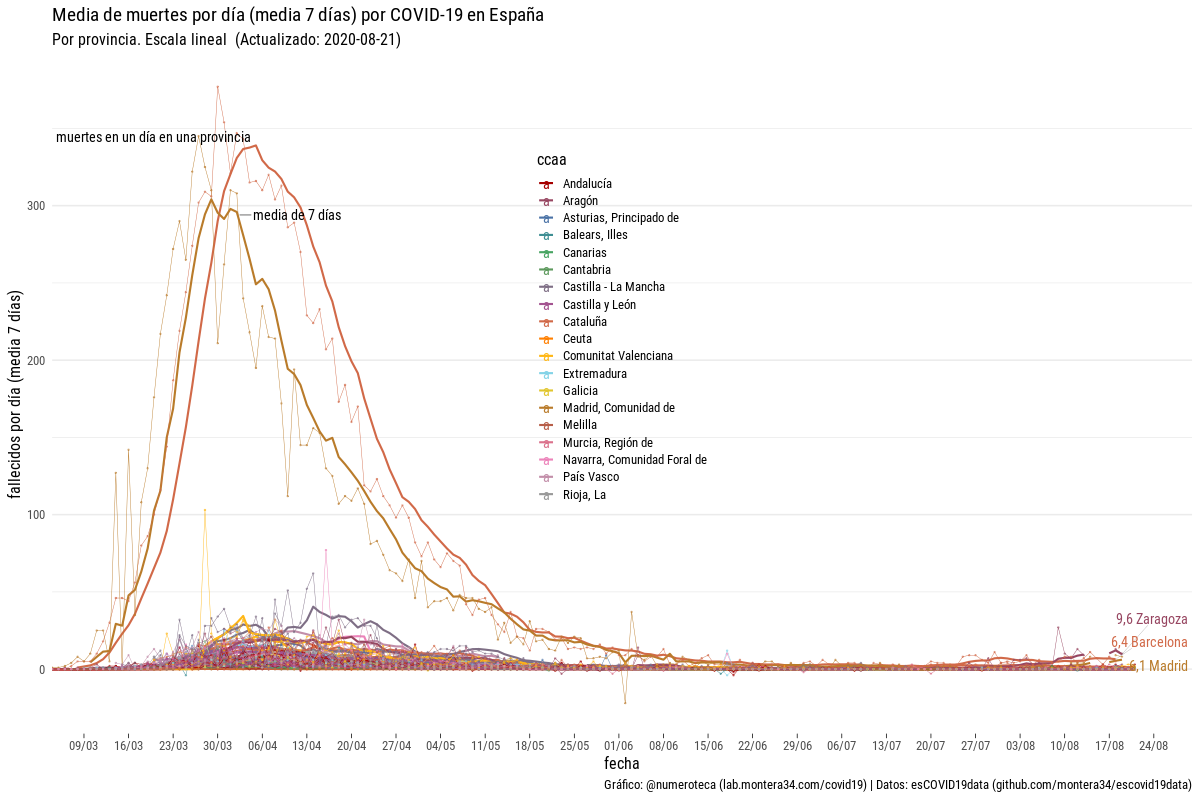 Media de muertes por día (media 7 días) por COVID-19 en España
Por provincia. Escala lineal  (Actualizado: 2020-08-21)
muertes en un día en una provincia
media de 7 días
ccaa
Andalucía
Aragón
Asturias, Principado de
Balears, Illes
Canarias
Cantabria
Castilla - La Mancha
Castilla y León
Cataluña
Ceuta
Comunitat Valenciana
Extremadura
Galicia
Madrid, Comunidad de
Melilla
Murcia, Región de
Navarra, Comunidad Foral de
País Vasco
Rioja, La
fallecidos por día (media 7 días)
300
200
100
0
9,6 Zaragoza
6,4 Barcelona
6,1 Madrid
09/03 16/03 23/03 30/03 06/04 13/04 20/04 27/04 04/05 11/05 18/05 25/05 01/06 08/06 15/06 22/06 29/06 06/07 13/07 20/07 27/07 03/08 10/08 17/08 24/08
fecha
Gráfico: @numeroteca (lab.montera34.com/covid19) | Datos: esCOVID19data (github.com/montera34/escovid19data)